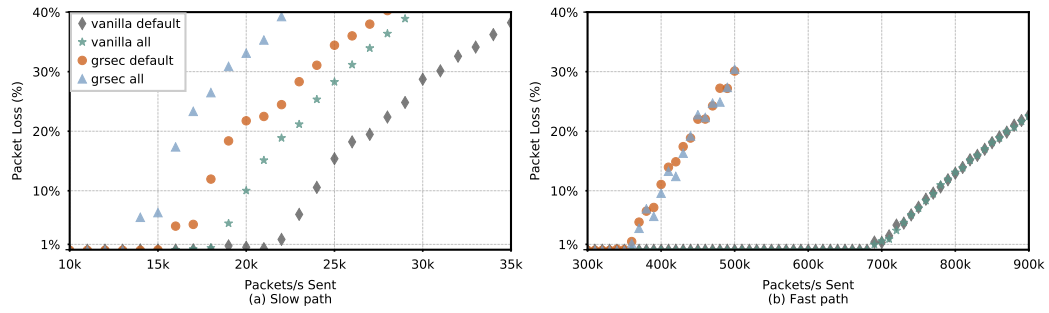 40%
30%
20%
10%
1%
Packet Loss (%)
vanilla default
vanilla all
grsec default
grsec all
10k 15k 20k 25k 30k 35k
Packets/s Sent
(a) Slow path
40%
30%
20%
10%
1%
Packet Loss (%)
300k 400k 500k 600k 700k 800k 900k
Packets/s Sent
(b) Fast path